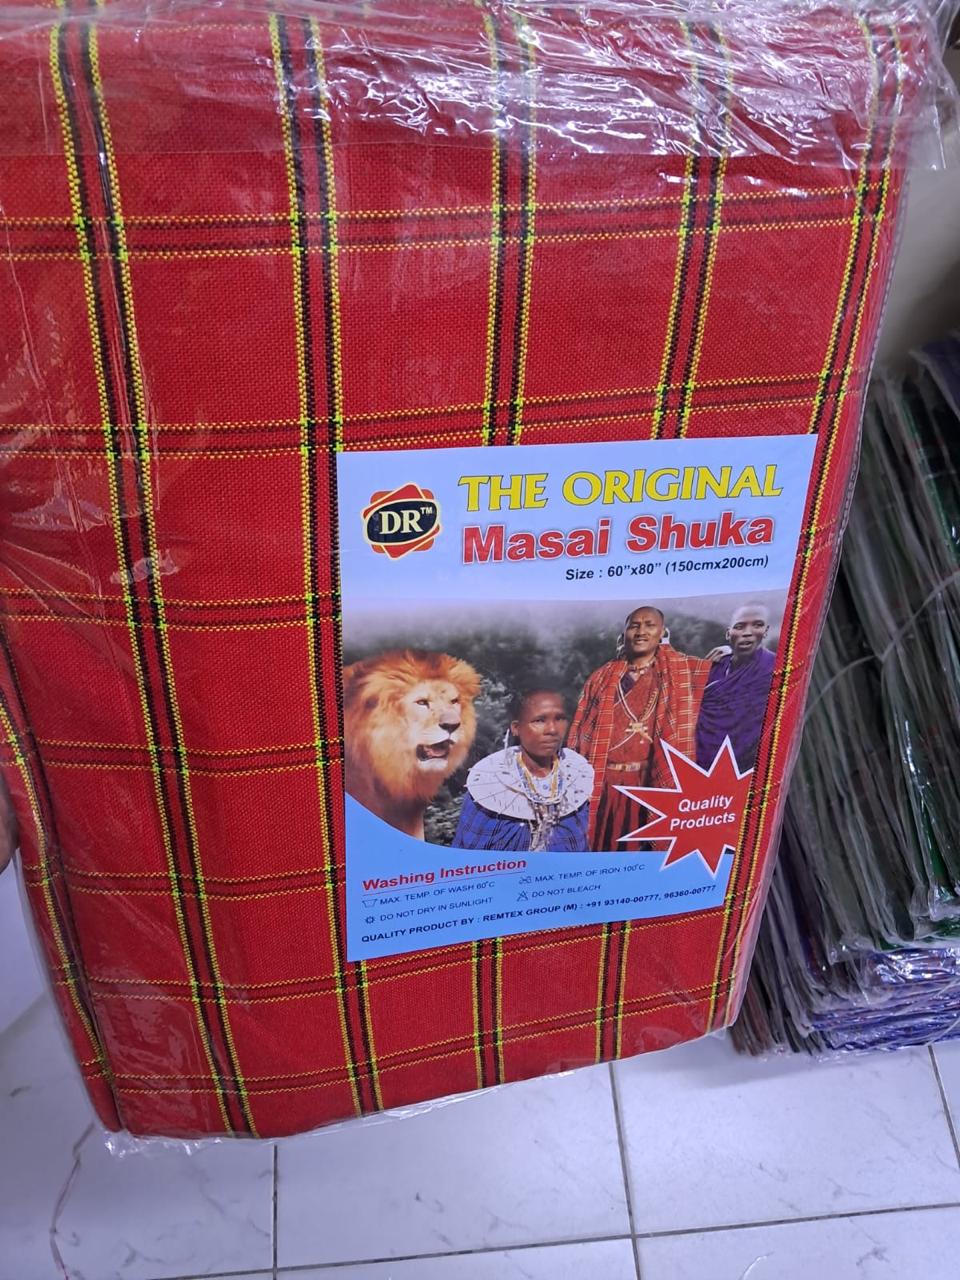 DR™
THE ORIGINAL
Masai Shuka
Size : 60”x80” (150cmx200cm)
Quality
Products
Washing Instruction
MAX. TEMP. OF WASH 60°C
MAX. TEMP. OF IRON 100°C
DO NOT DRY IN SUNLIGHT
DO NOT BLEACH
QUALITY PRODUCT BY : REMTEX GROUP (M) : +91 93140-00777, 96360-00777